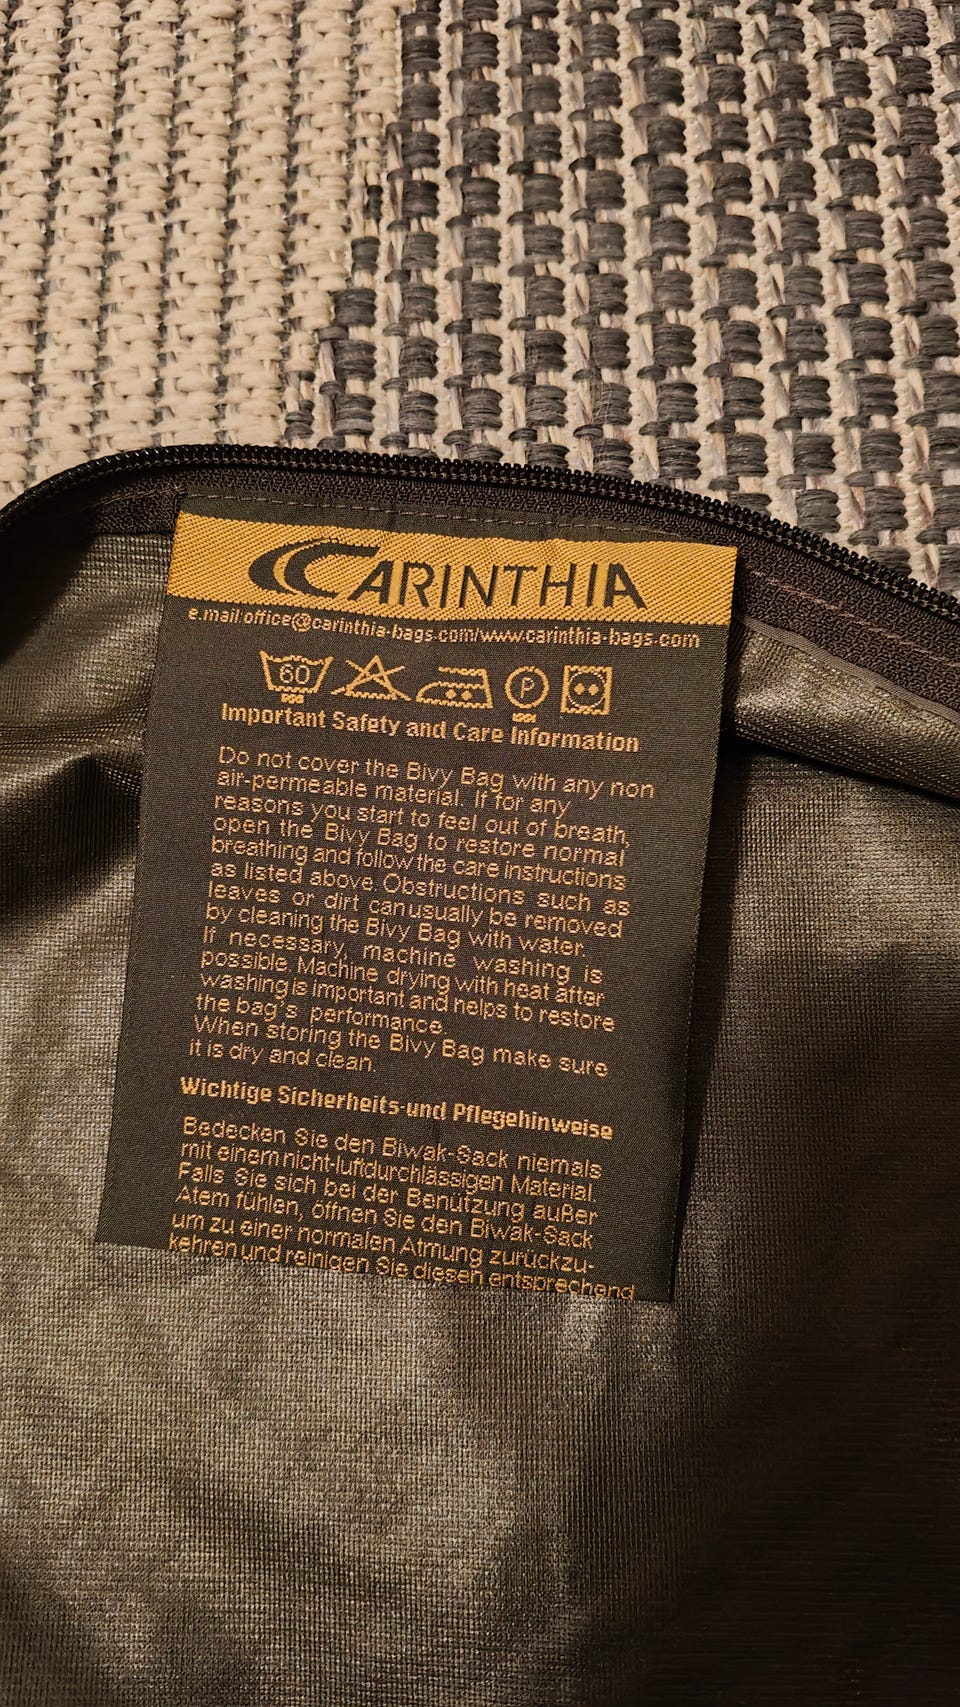 CARINTHIA
e.mail:office@carinthia-bags.com/www.carinthia-bags.com
60 P
Important Safety and Care Information
Do not cover the Bivy Bag with any non
air-permeable material. If for any
reasons you start to feel out of breath,
open the Bivy Bag to restore normal
breathing and follow the care instructions
as listed above. Obstructions such as
leaves or dirt can usually be removed
by cleaning the Bivy Bag with water.
If necessary, machine washing is
possible. Machine drying with heat after
washing is important and helps to restore
the bag's performance.
When storing the Bivy Bag make sure
it is dry and clean.
Wichtige Sicherheits-und Pflegehinweise
Bedecken Sie den Biwak-Sack niemals
mit einem nicht-luftdurchlässigen Material.
Falls Sie sich bei der Benützung außer
Atem fühlen, öffnen Sie den Biwak-Sack
um zu einer normalen Atmung zurückzu-
kehren und reinigen Sie diesen entsprechend